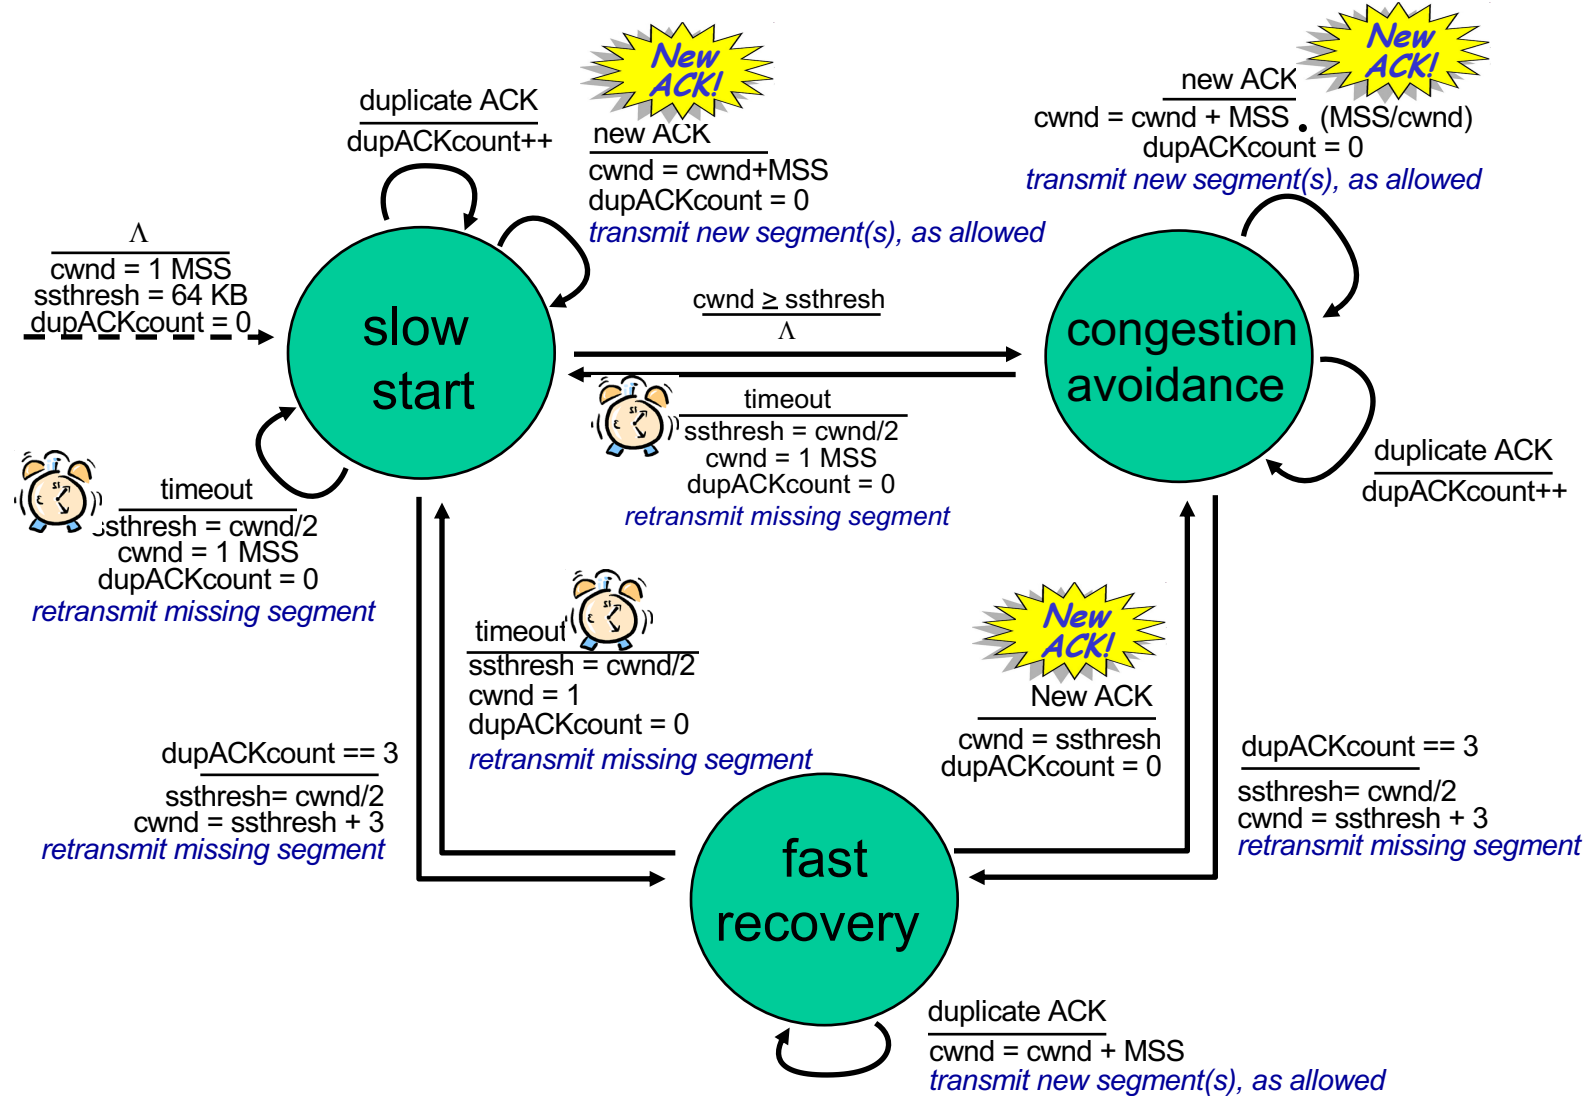 New
ACK!
duplicate ACK
dupACKcount++
new ACK
cwnd = cwnd+MSS
dupACKcount = 0
transmit new segment(s), as allowed
New
ACK!
new ACK
cwnd = cwnd + MSS . (MSS/cwnd)
dupACKcount = 0
transmit new segment(s), as allowed
Λ
cwnd = 1 MSS
ssthresh = 64 KB
dupACKcount = 0
slow
start
cwnd ≥ ssthresh
Λ
congestion
avoidance
timeout
ssthresh = cwnd/2
cwnd = 1 MSS
dupACKcount = 0
retransmit missing segment
duplicate ACK
dupACKcount++
timeout
ssthresh = cwnd/2
cwnd = 1 MSS
dupACKcount = 0
retransmit missing segment
timeout
ssthresh = cwnd/2
cwnd = 1
dupACKcount = 0
retransmit missing segment
New
ACK!
New ACK
cwnd = ssthresh
dupACKcount = 0
dupACKcount == 3
ssthresh= cwnd/2
cwnd = ssthresh + 3
retransmit missing segment
dupACKcount == 3
ssthresh= cwnd/2
cwnd = ssthresh + 3
retransmit missing segment
fast
recovery
duplicate ACK
cwnd = cwnd + MSS
transmit new segment(s), as allowed